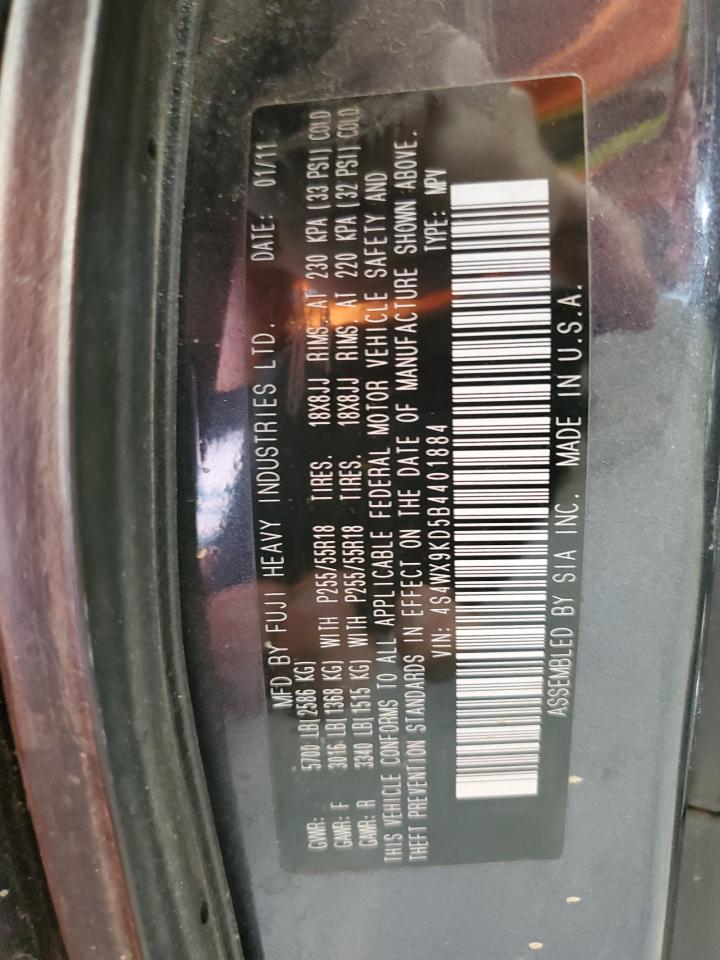 MFD BY FUJI HEAVY INDUSTRIES LTD. DATE: 01/11
GVWR: 5700 LB(2586 KG)
GAWR: F 3016 LB(1368 KG) WITH P255/55R18 TIRES. 18X8JJ RIMS. AT 230 KPA (33 PSI) COLD
GAWR: R 3340 LB(1515 KG) WITH P255/55R18 TIRES. 18X8JJ RIMS. AT 220 KPA (32 PSI) COLD
THIS VEHICLE CONFORMS TO ALL APPLICABLE FEDERAL MOTOR VEHICLE SAFETY AND
THEFT PREVENTION STANDARDS IN EFFECT ON THE DATE OF MANUFACTURE SHOWN ABOVE.
VIN: 4S4WX9KD5B4401884 TYPE: MPV
ASSEMBLED BY SIA INC. MADE IN U.S.A.